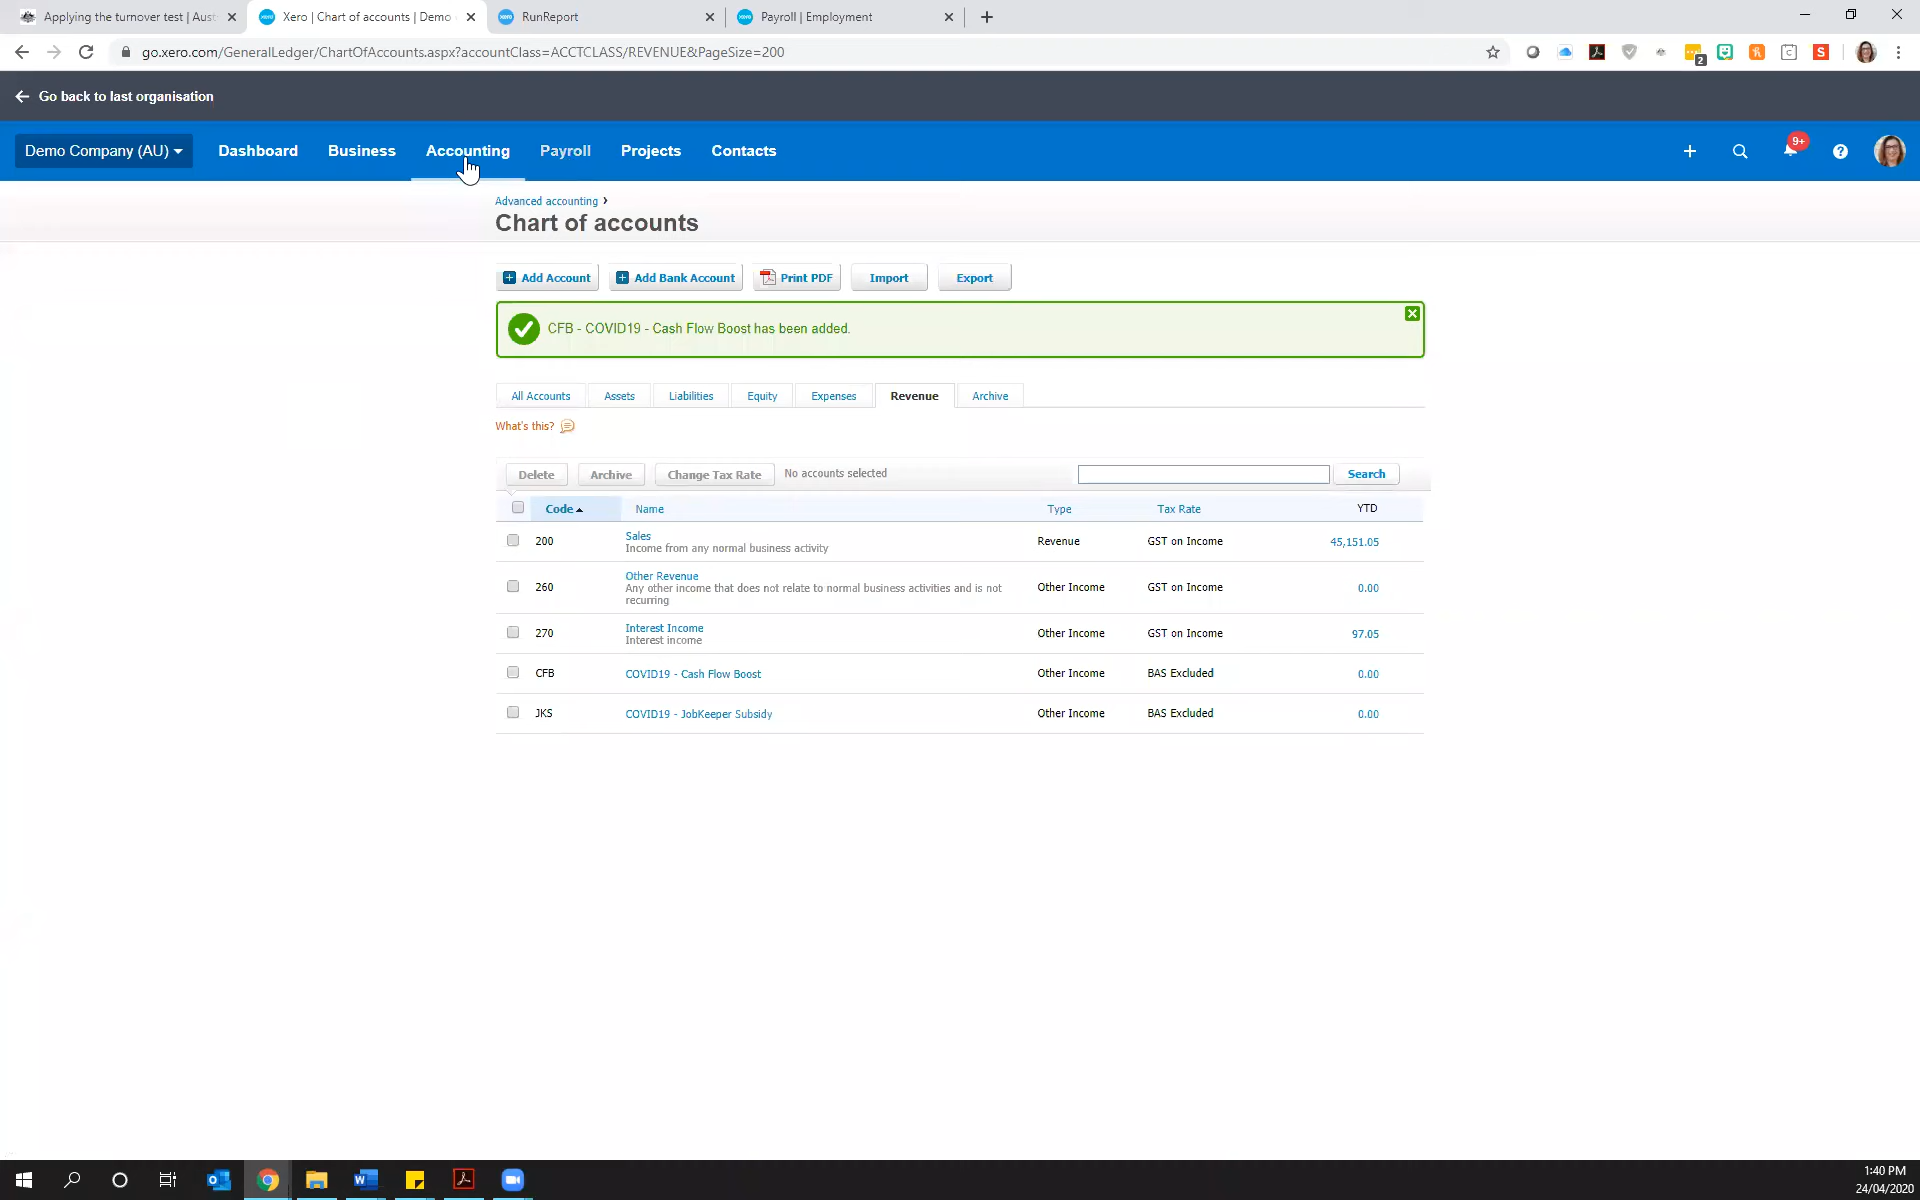 Applying the turnover test | Aus
Xero | Chart of accounts | Demo
RunReport
Payroll | Employment
go.xero.com/GeneralLedger/ChartOfAccounts.aspx?accountClass=ACCTCLASS/REVENUE&PageSize=200
2
Go back to last organisation
Demo Company (AU)
Dashboard
Business
Accounting
Payroll
Projects
Contacts
9+
Advanced accounting ›
Chart of accounts
Add Account
Add Bank Account
Print PDF
Import
Export
CFB - COVID19 - Cash Flow Boost has been added.
All Accounts
Assets
Liabilities
Equity
Expenses
Revenue
Archive
What's this?
Delete
Archive
Change Tax Rate
No accounts selected
Search
Code Name Type Tax Rate YTD
200 Sales Revenue GST on Income 45,151.05
Income from any normal business activity
260 Other Revenue Other Income GST on Income 0.00
Any other income that does not relate to normal business activities and is not
recurring
270 Interest Income Other Income GST on Income 97.05
Interest income
CFB COVID19 - Cash Flow Boost Other Income BAS Excluded 0.00
JKS COVID19 - JobKeeper Subsidy Other Income BAS Excluded 0.00
1:40 PM
24/04/2020